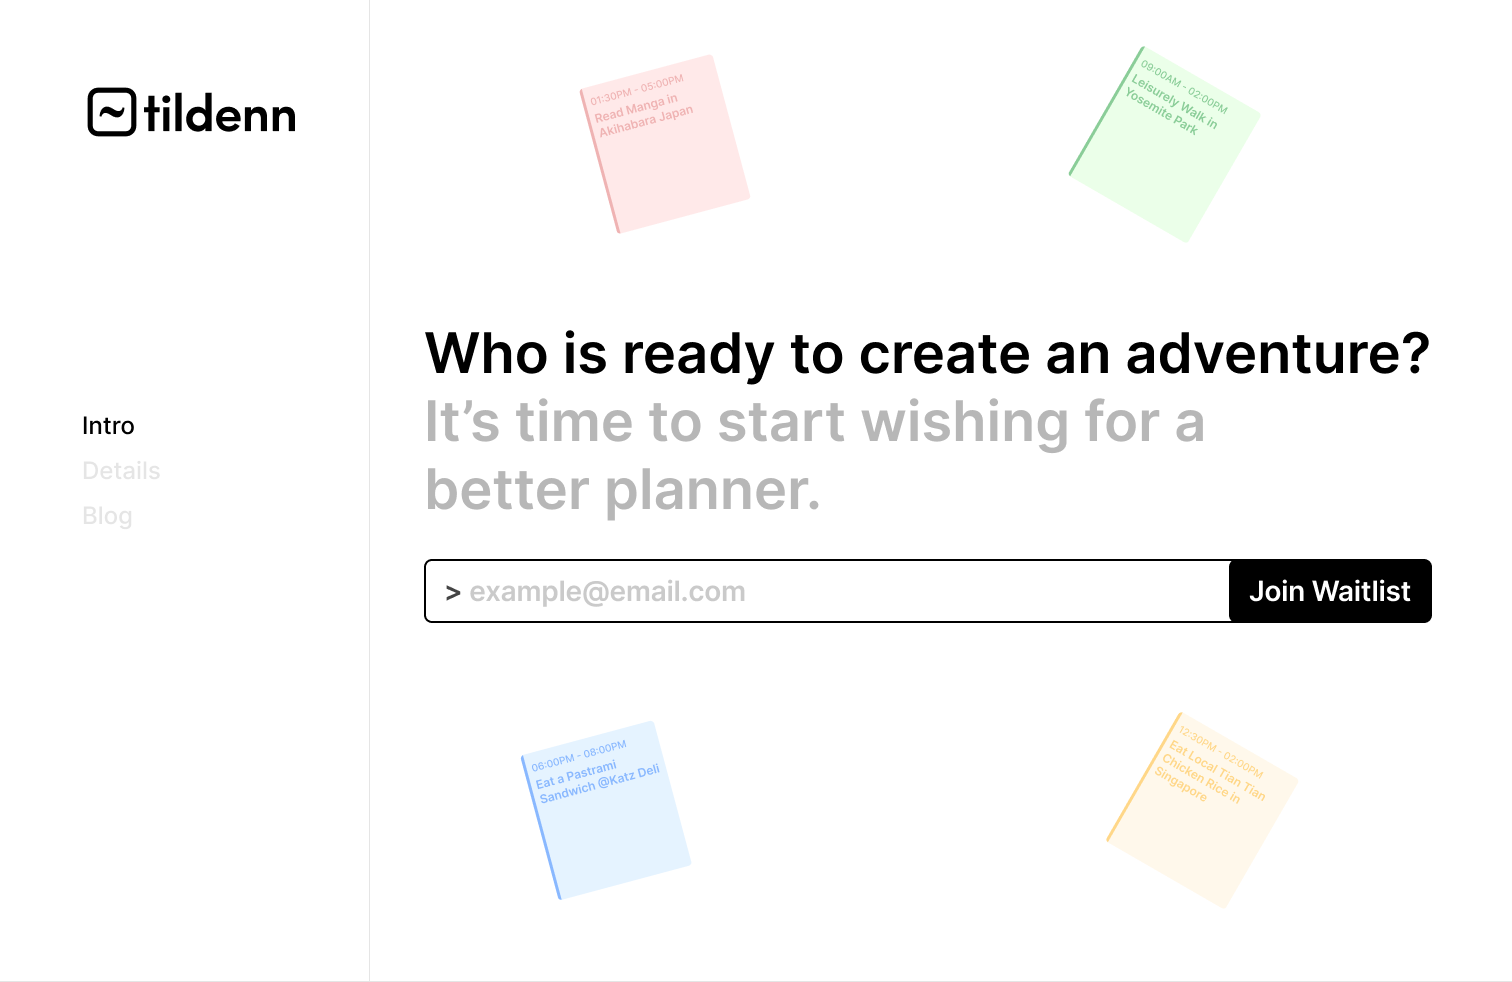 ~ tildenn
Intro
Details
Blog
01:30PM - 05:00PM
Read Manga in
Akihabara Japan
09:00AM - 02:00PM
Leisurely Walk in
Yosemite Park
Who is ready to create an adventure?
It’s time to start wishing for a
better planner.
> example@email.com
Join Waitlist
06:00PM - 08:00PM
Eat a Pastrami
Sandwich @Katz Deli
12:30PM - 02:00PM
Eat Local Tian Tian
Chicken Rice in
Singapore